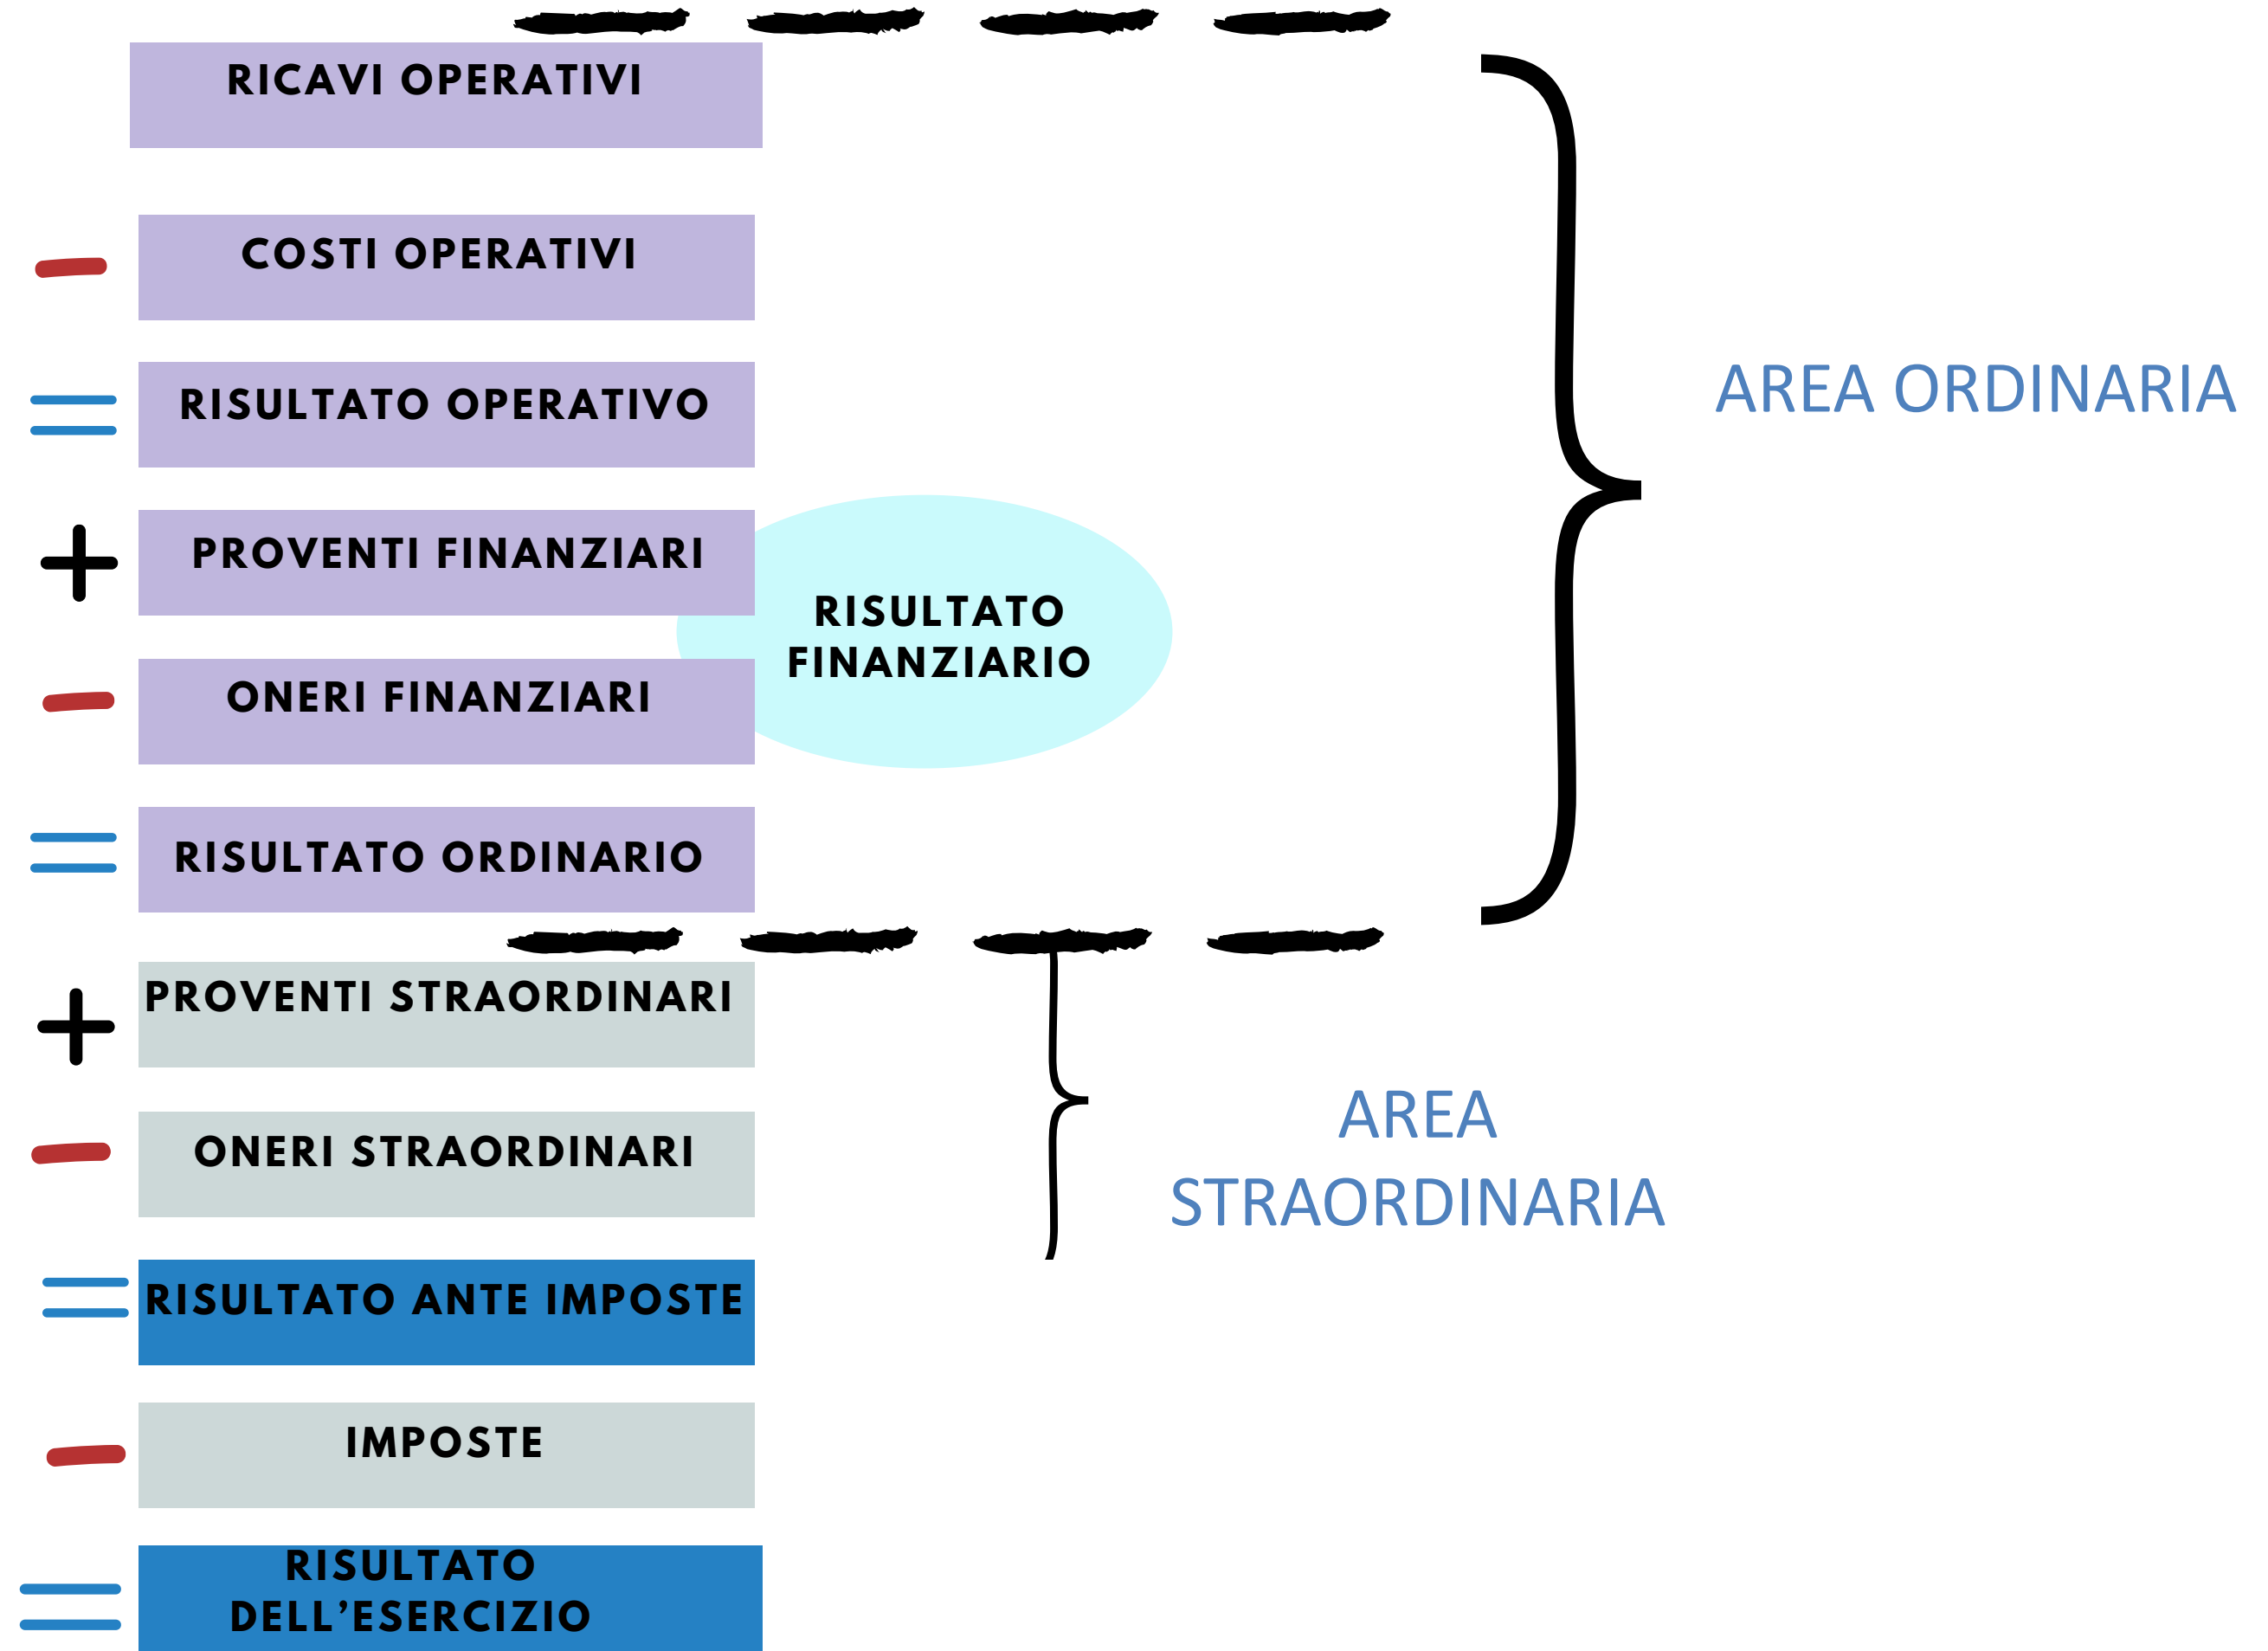 RICAVI OPERATIVI
COSTI OPERATIVI
RISULTATO OPERATIVO
AREA ORDINARIA
PROVENTI FINANZIARI
RISULTATO
FINANZIARIO
ONERI FINANZIARI
RISULTATO ORDINARIO
PROVENTI STRAORDINARI
ONERI STRAORDINARI
AREA
STRAORDINARIA
RISULTATO ANTE IMPOSTE
IMPOSTE
RISULTATO
DELL’ESERCIZIO